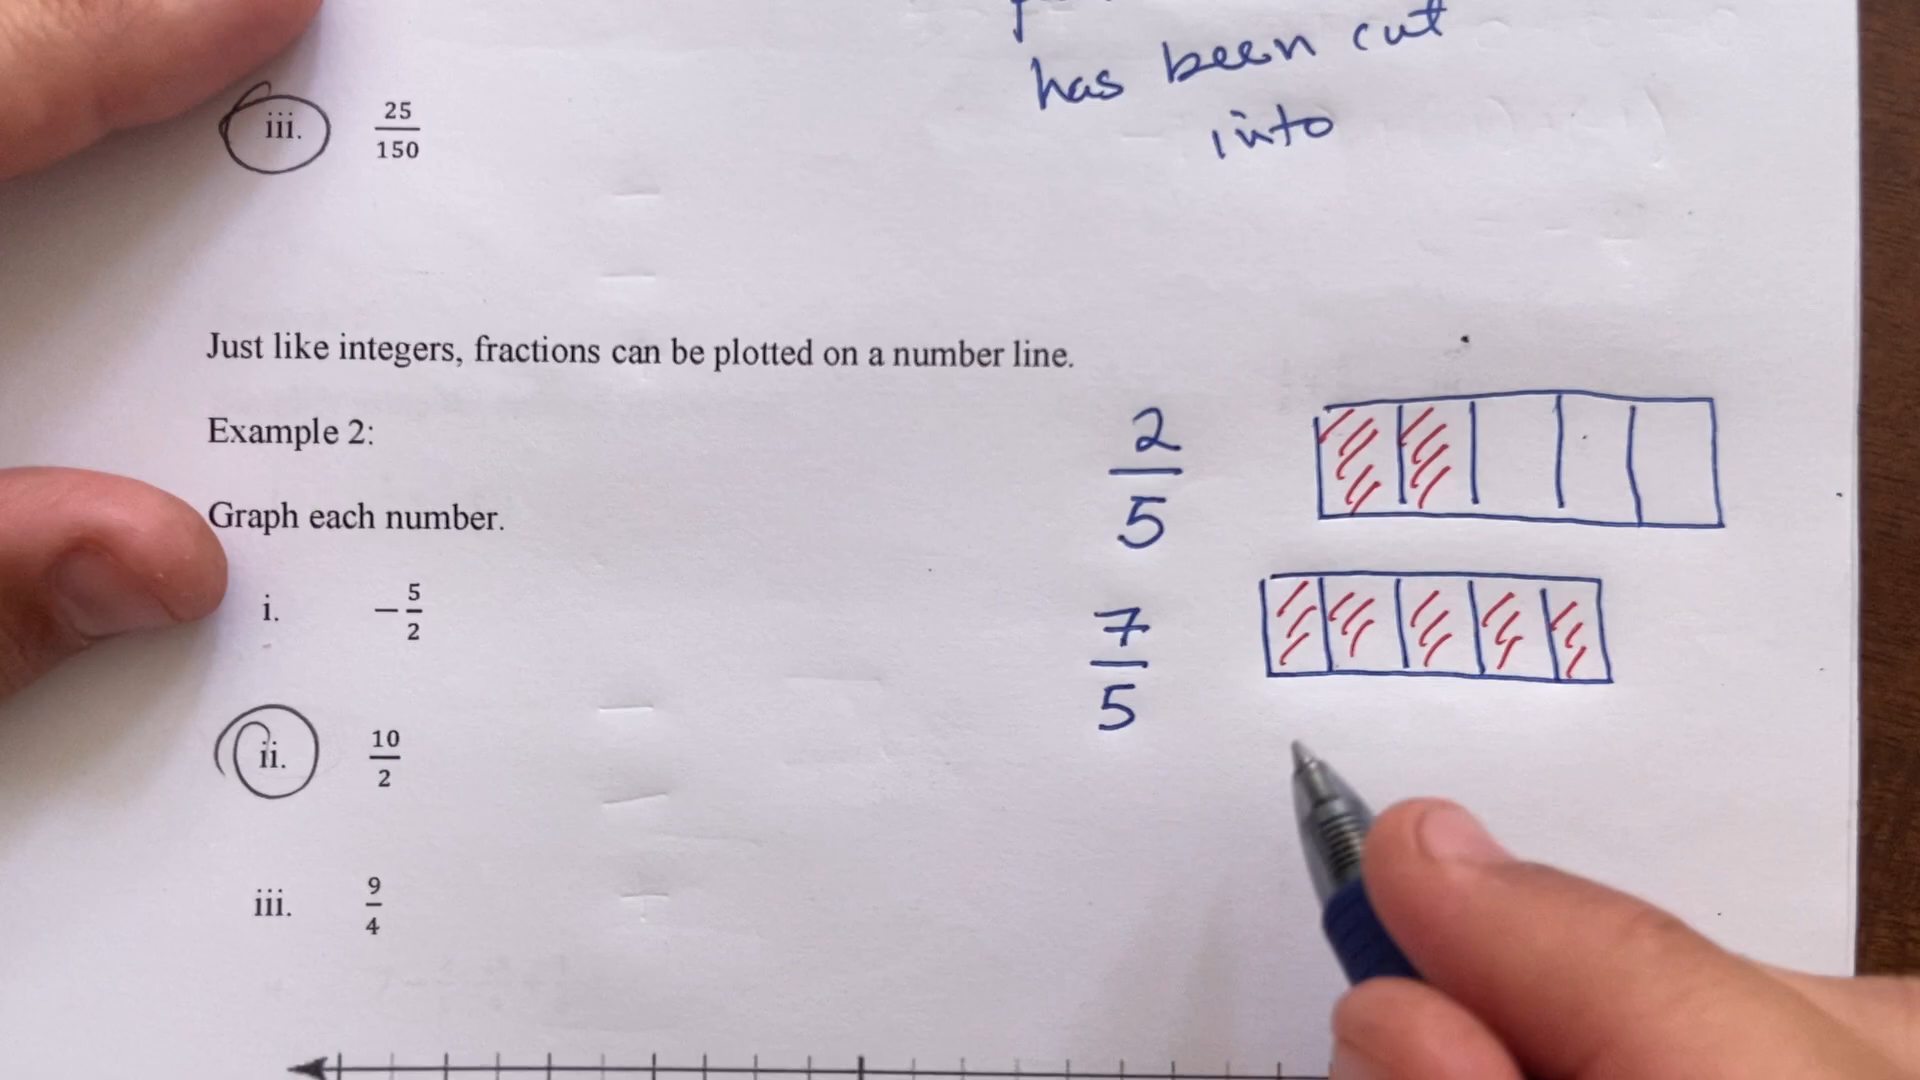 has been cut
into
iii. 25/150
Just like integers, fractions can be plotted on a number line.
Example 2:
Graph each number.
2/5
i. -5/2
7/5
ii. 10/2
iii. 9/4